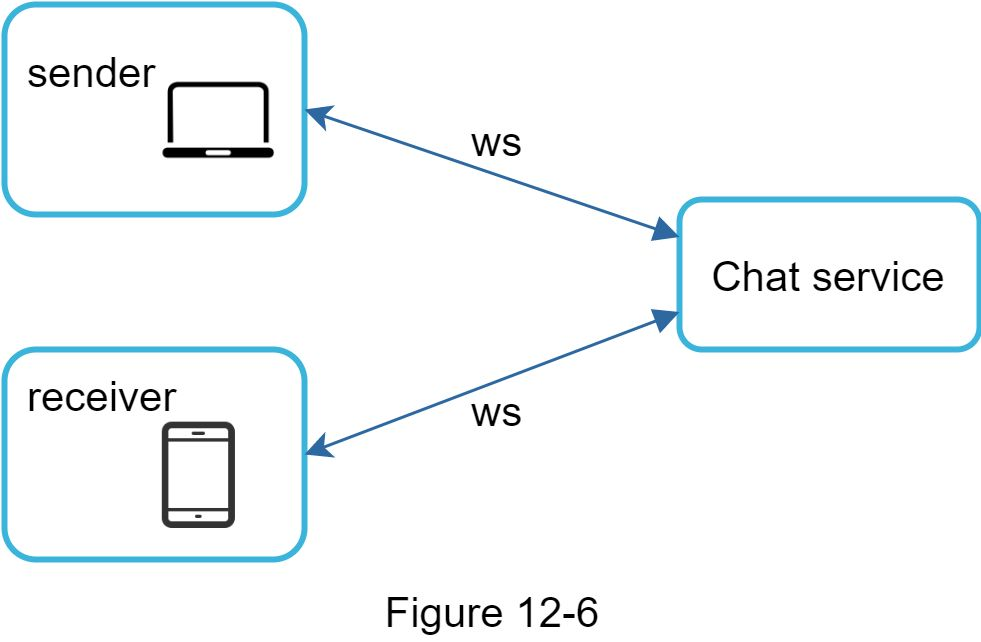 sender
ws
Chat service
receiver
ws
Figure 12-6